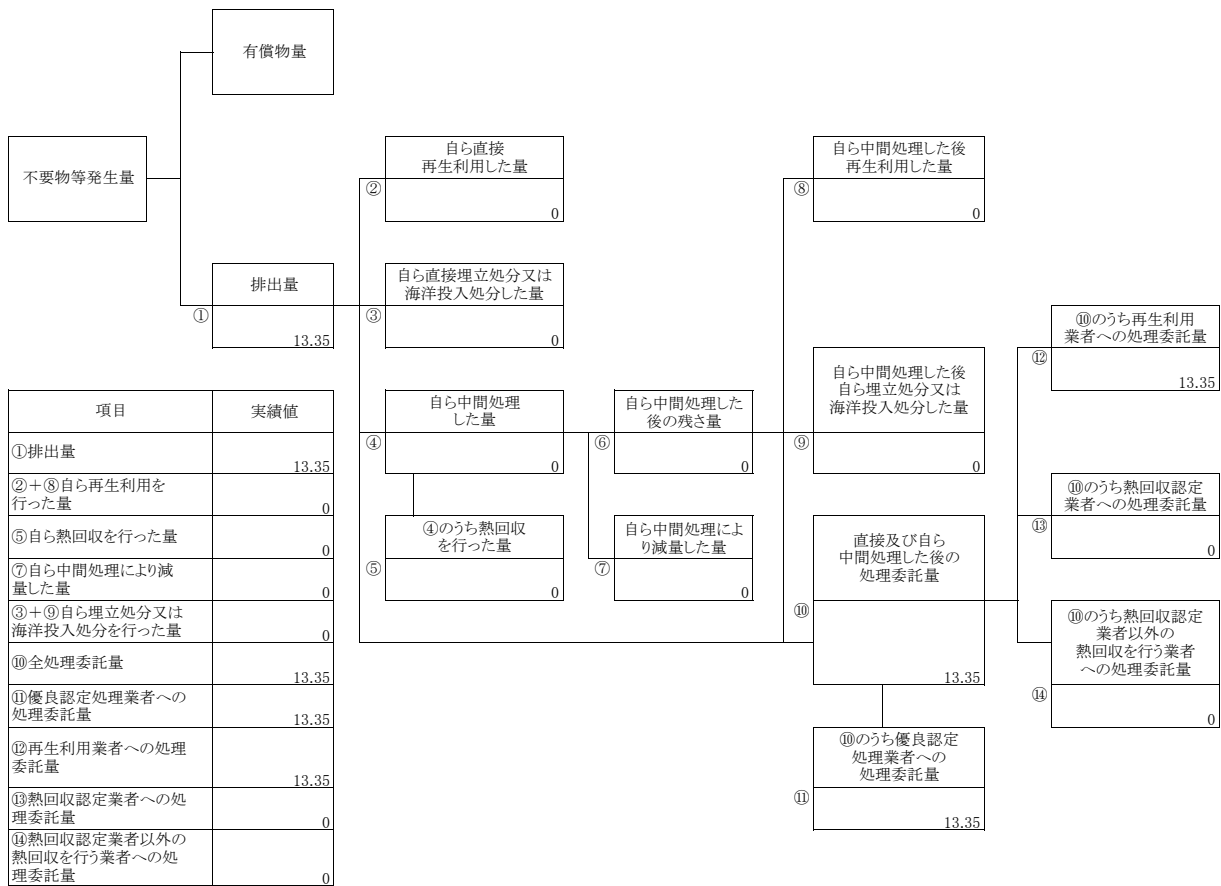 有償物量
不要物等発生量
排出量
①
13.35
自ら直接
再生利用した量
②
0
自ら直接埋立処分又は
海洋投入処分した量
③
0
自ら中間処理
した量
④
0
④のうち熱回収
を行った量
⑤
0
自ら中間処理した
後の残さ量
⑥
0
自ら中間処理によ
り減量した量
⑦
0
自ら中間処理した後
再生利用した量
⑧
0
自ら中間処理した後
自ら埋立処分又は
海洋投入処分した量
⑨
0
直接及び自ら
中間処理した後の
処理委託量
⑩
13.35
⑩のうち優良認定
処理業者への
処理委託量
⑪
13.35
⑩のうち再生利用
業者への処理委託量
⑫
13.35
⑩のうち熱回収認定
業者への処理委託量
⑬
0
⑩のうち熱回収認定
業者以外の
熱回収を行う業者
への処理委託量
⑭
0
項目 実績値
①排出量 13.35
②＋⑧自ら再生利用を
行った量 0
⑤自ら熱回収を行った量 0
⑦自ら中間処理により減
量した量 0
③＋⑨自ら埋立処分又は
海洋投入処分を行った量 0
⑩全処理委託量 13.35
⑪優良認定処理業者への
処理委託量 13.35
⑫再生利用業者への処理
委託量 13.35
⑬熱回収認定業者への処
理委託量 0
⑭熱回収認定業者以外の
熱回収を行う業者への処
理委託量 0